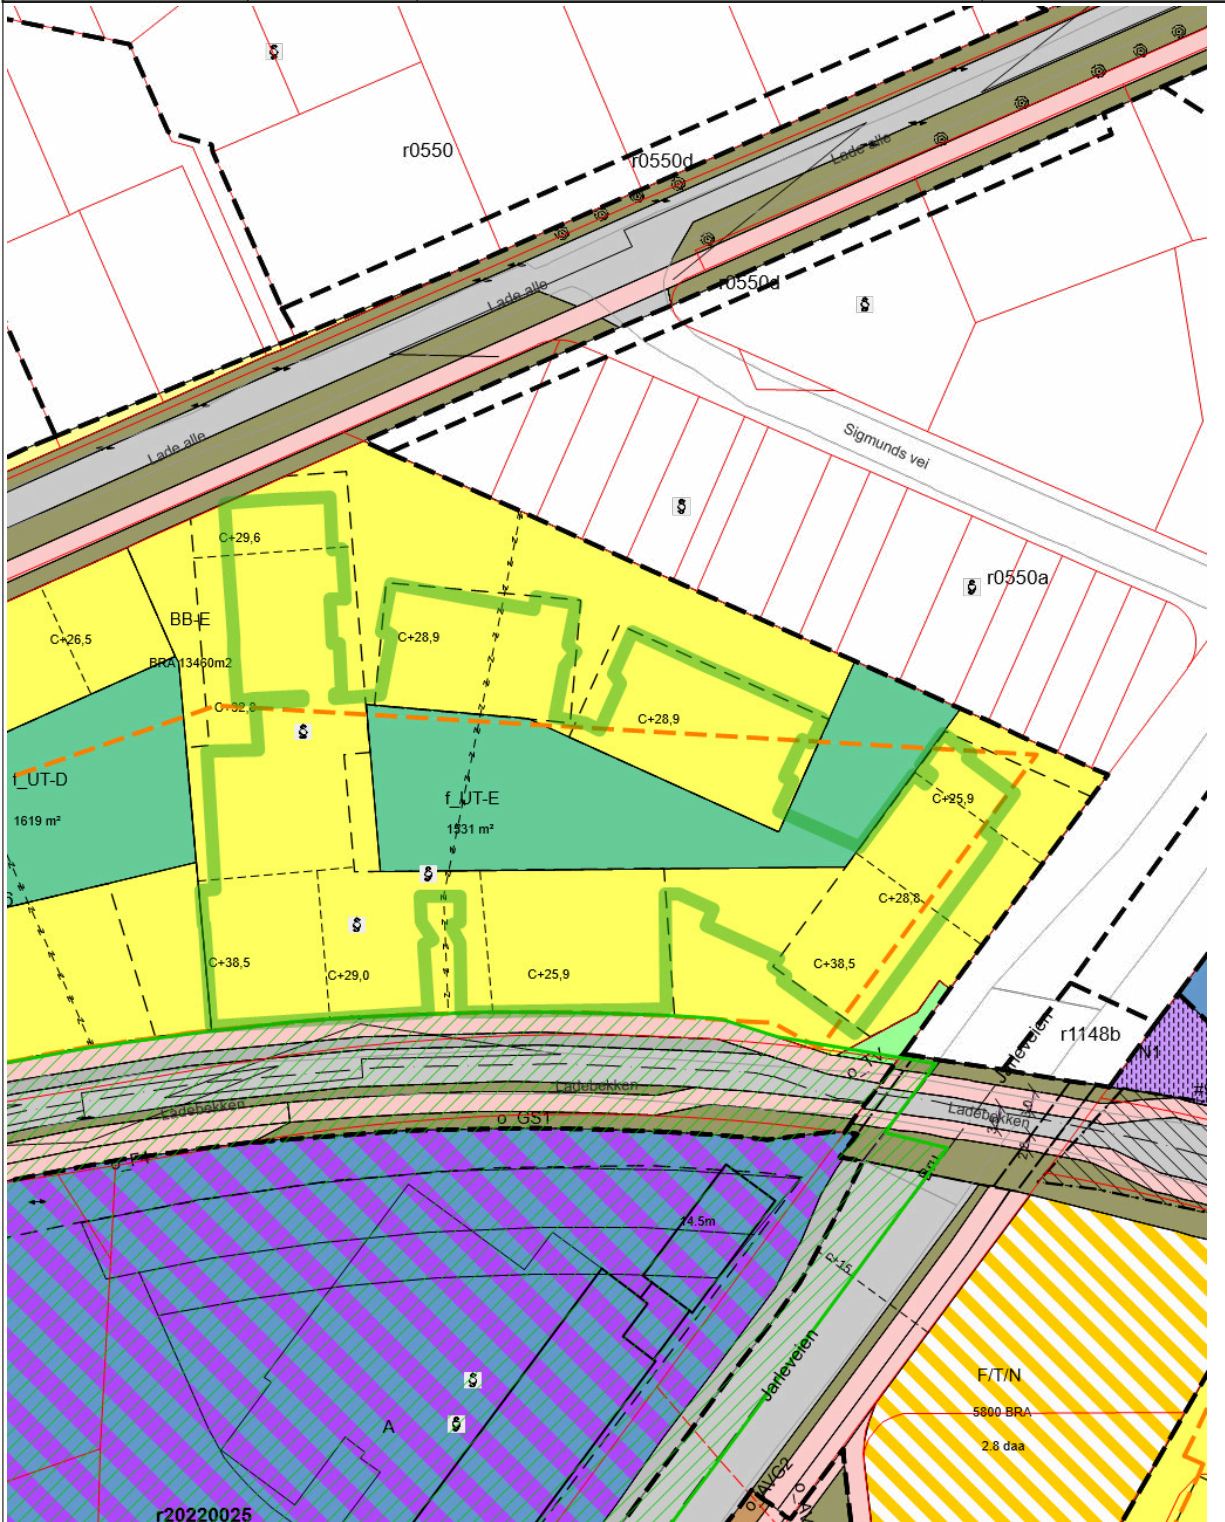 r0550
r0550d
Lade alle
r0550d
Lade alle
Lade alle
Sigmunds vei
r0550a
C+29,6
BB-E
C+26,5
C+28,9
BRA 13460m2
C+28,9
f_UT-D
1619 m²
f_UT-E
1531 m²
C+25,9
C+28,8
C+38,5
C+29,0
C+25,9
C+38,5
r1148b
Jarleveien
N1
Ladebekken
Ladebekken
Ladebekken
o_GS1
14.5m
c+15
Jarleveien
F/T/N
5800 BRA
2.8 daa
A
r20220025